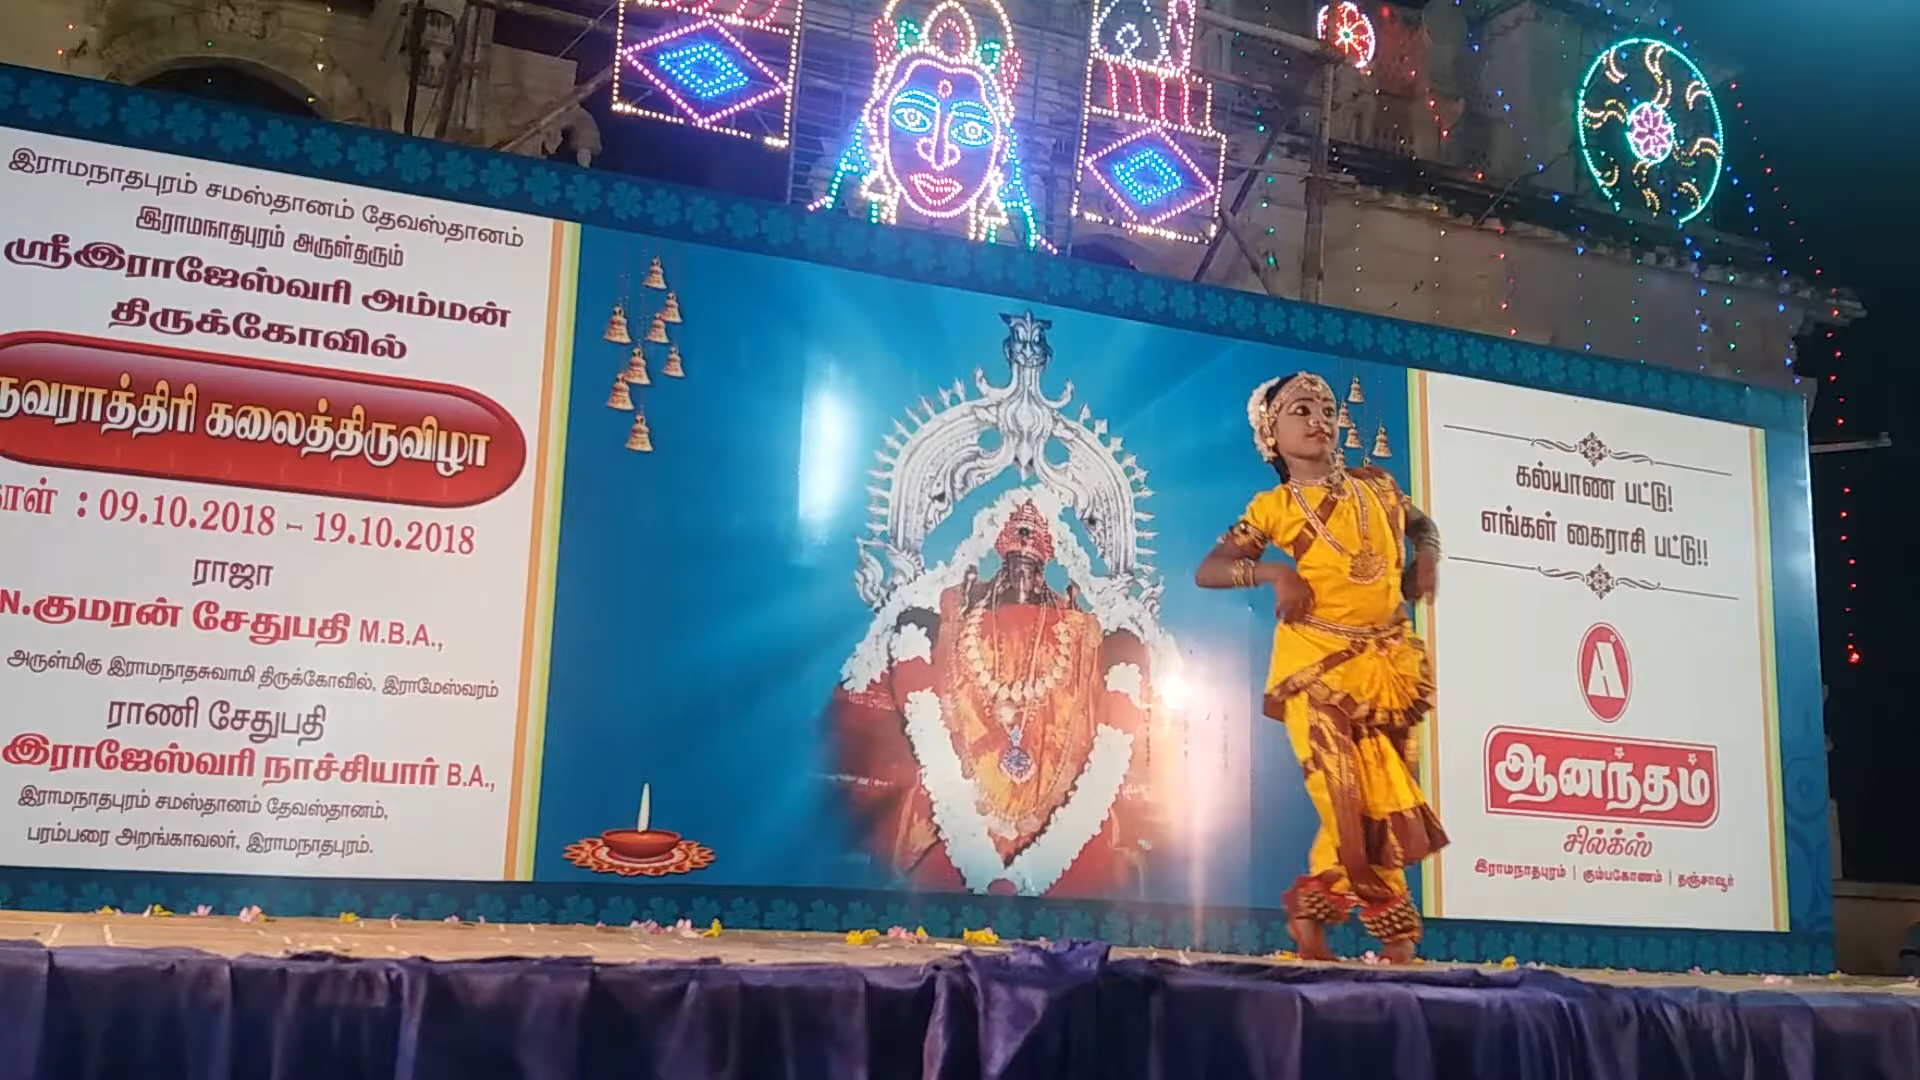 இராமநாதபுரம் சமஸ்தானம் தேவஸ்தானம்
இராமநாதபுரம் அருள்தரும்
ஸ்ரீஇராஜேஸ்வரி அம்மன்
திருக்கோவில்
நவராத்திரி கலைத்திருவிழா
நாள் : 09.10.2018 - 19.10.2018
ராஜா
N.குமரன் சேதுபதி M.B.A.,
அருள்மிகு இராமநாதசுவாமி திருக்கோவில், இராமேஸ்வரம்
ராணி சேதுபதி
இராஜேஸ்வரி நாச்சியார் B.A.,
இராமநாதபுரம் சமஸ்தானம் தேவஸ்தானம்,
பரம்பரை அறங்காவலர், இராமநாதபுரம்.
கல்யாண பட்டு!
எங்கள் கைராசி பட்டு!!
A
ஆனந்தம்
சில்க்ஸ்
இராமநாதபுரம் | கும்பகோணம் | தஞ்சாவூர்